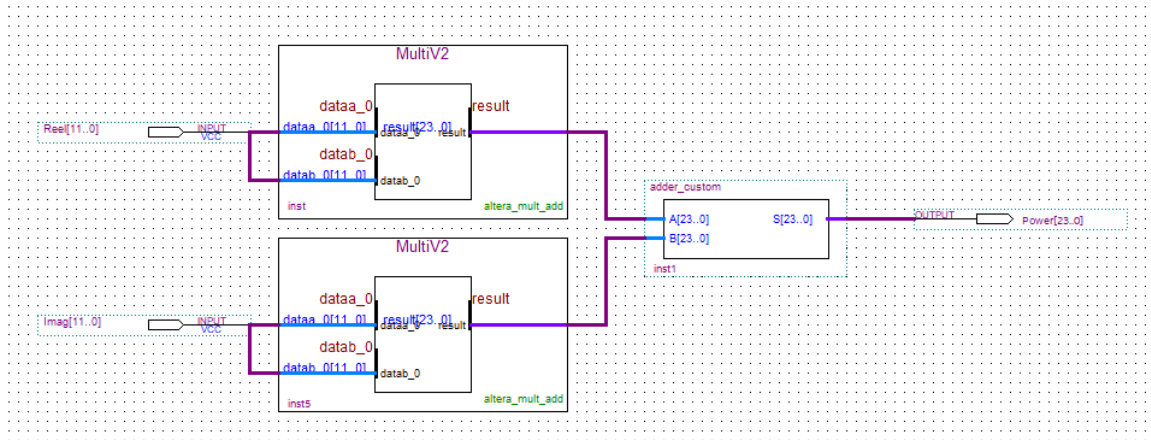 MultiV2
dataa_0 result
Reel[11..0] INPUT VCC dataa_0[11..0] result[23..0] dataa_0 result
datab_0
datab_0[11..0] datab_0
inst altera_mult_add
adder_custom
A[23..0] S[23..0] OUTPUT Power[23..0]
B[23..0]
inst1
MultiV2
dataa_0 result
Imag[11..0] INPUT VCC dataa_0[11..0] result[23..0] dataa_0 result
datab_0
datab_0[11..0] datab_0
inst5 altera_mult_add